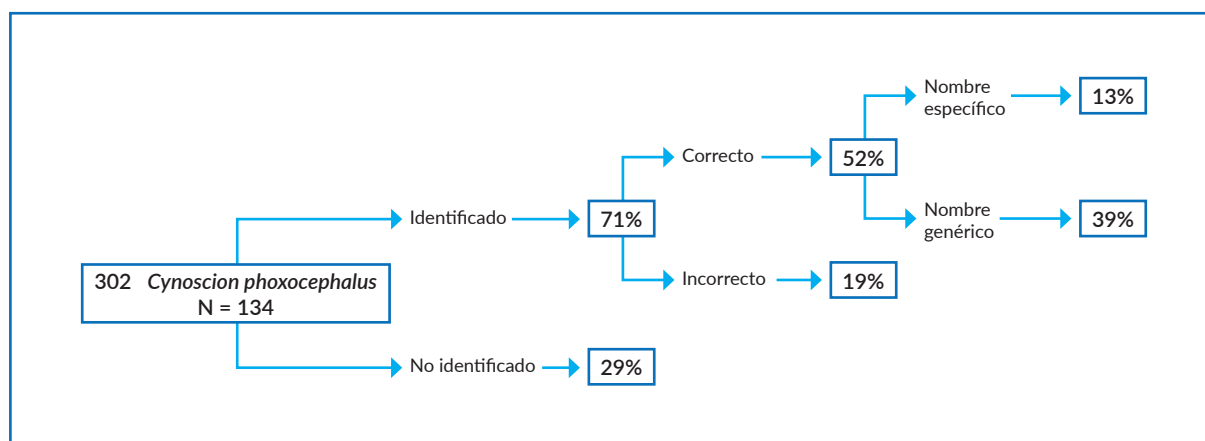 Nombre
específico
13%
Correcto
52%
Identificado
71%
Nombre
genérico
39%
302 Cynoscion phoxocephalus
N = 134
Incorrecto
19%
No identificado
29%